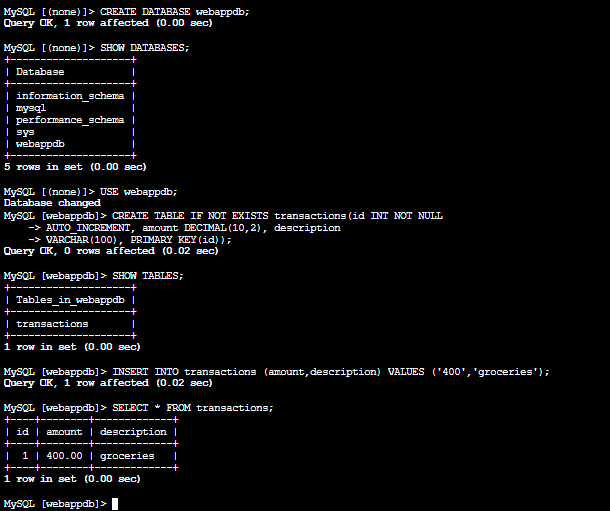 MySQL [(none)]> CREATE DATABASE webappdb;
Query OK, 1 row affected (0.00 sec)
MySQL [(none)]> SHOW DATABASES;
+--------------------+
| Database           |
+--------------------+
| information_schema |
| mysql              |
| performance_schema |
| sys                |
| webappdb           |
+--------------------+
5 rows in set (0.00 sec)
MySQL [(none)]> USE webappdb;
Database changed
MySQL [webappdb]> CREATE TABLE IF NOT EXISTS transactions(id INT NOT NULL
    -> AUTO_INCREMENT, amount DECIMAL(10,2), description
    -> VARCHAR(100), PRIMARY KEY(id));
Query OK, 0 rows affected (0.02 sec)
MySQL [webappdb]> SHOW TABLES;
+--------------------+
| Tables_in_webappdb |
+--------------------+
| transactions       |
+--------------------+
1 row in set (0.00 sec)
MySQL [webappdb]> INSERT INTO transactions (amount,description) VALUES ('400','groceries');
Query OK, 1 row affected (0.02 sec)
MySQL [webappdb]> SELECT * FROM transactions;
+----+--------+-------------+
| id | amount | description |
+----+--------+-------------+
|  1 | 400.00 | groceries   |
+----+--------+-------------+
1 row in set (0.00 sec)
MySQL [webappdb]>